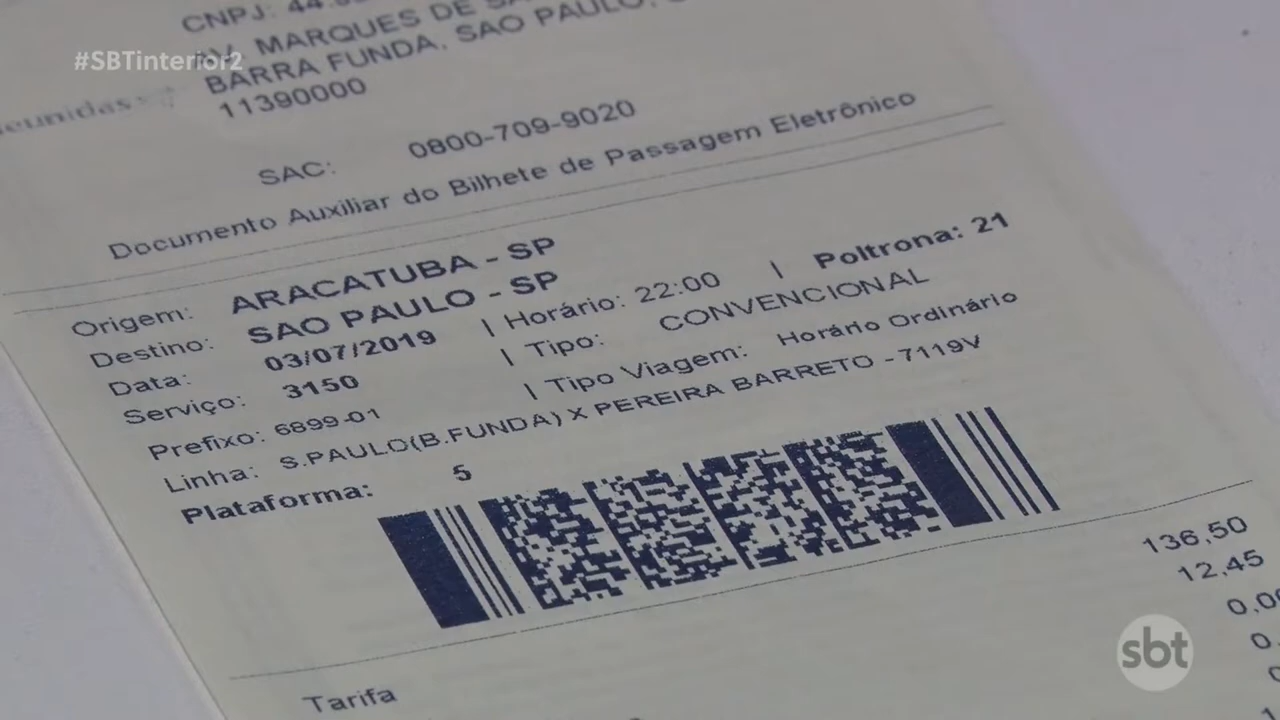 #SBTinterior2
CNPJ: 44.
AV. MARQUES DE
BARRA FUNDA, SAO PAULO,
11390000
SAC: 0800-709-9020
Documento Auxiliar do Bilhete de Passagem Eletrônico
Origem: ARACATUBA - SP
Destino: SAO PAULO - SP
Data: 03/07/2019 | Horário: 22:00 | Poltrona: 21
Serviço: 3150 | Tipo: CONVENCIONAL
Prefixo: 6899-01 | Tipo Viagem: Horário Ordinário
Linha: S.PAULO(B.FUNDA) X PEREIRA BARRETO - 7119V
Plataforma: 5
136,50
12,45
Tarifa
sbt